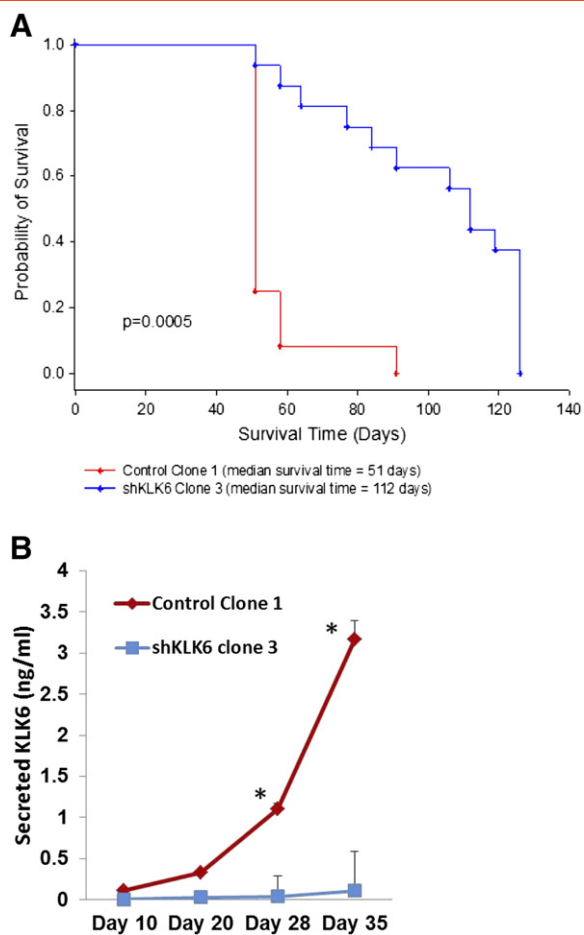 A
1.0
0.8
0.6
0.4
0.2
0.0
Probability of Survival
p=0.0005
0 20 40 60 80 100 120 140
Survival Time (Days)
Control Clone 1 (median survival time = 51 days)
shKLK6 Clone 3 (median survival time = 112 days)
B
4
3.5
3
2.5
2
1.5
1
0.5
0
Secreted KLK6 (ng/ml)
Control Clone 1
shKLK6 clone 3
*
*
Day 10 Day 20 Day 28 Day 35